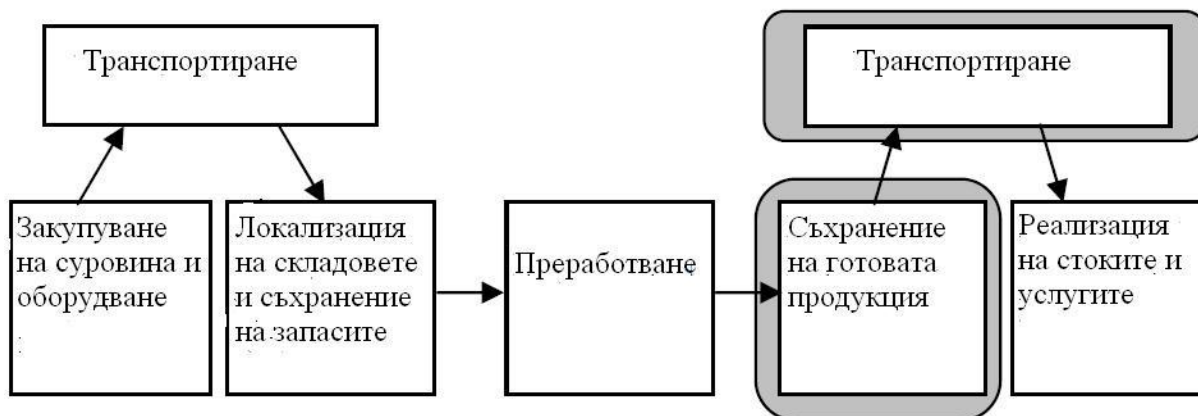 Транспортиране
Транспортиране
Закупуване
на суровина и
оборудване
Локализация
на складовете
и съхранение
на запасите
Преработване
Съхранение
на готовата
продукция
Реализация
на стоките и
услугите